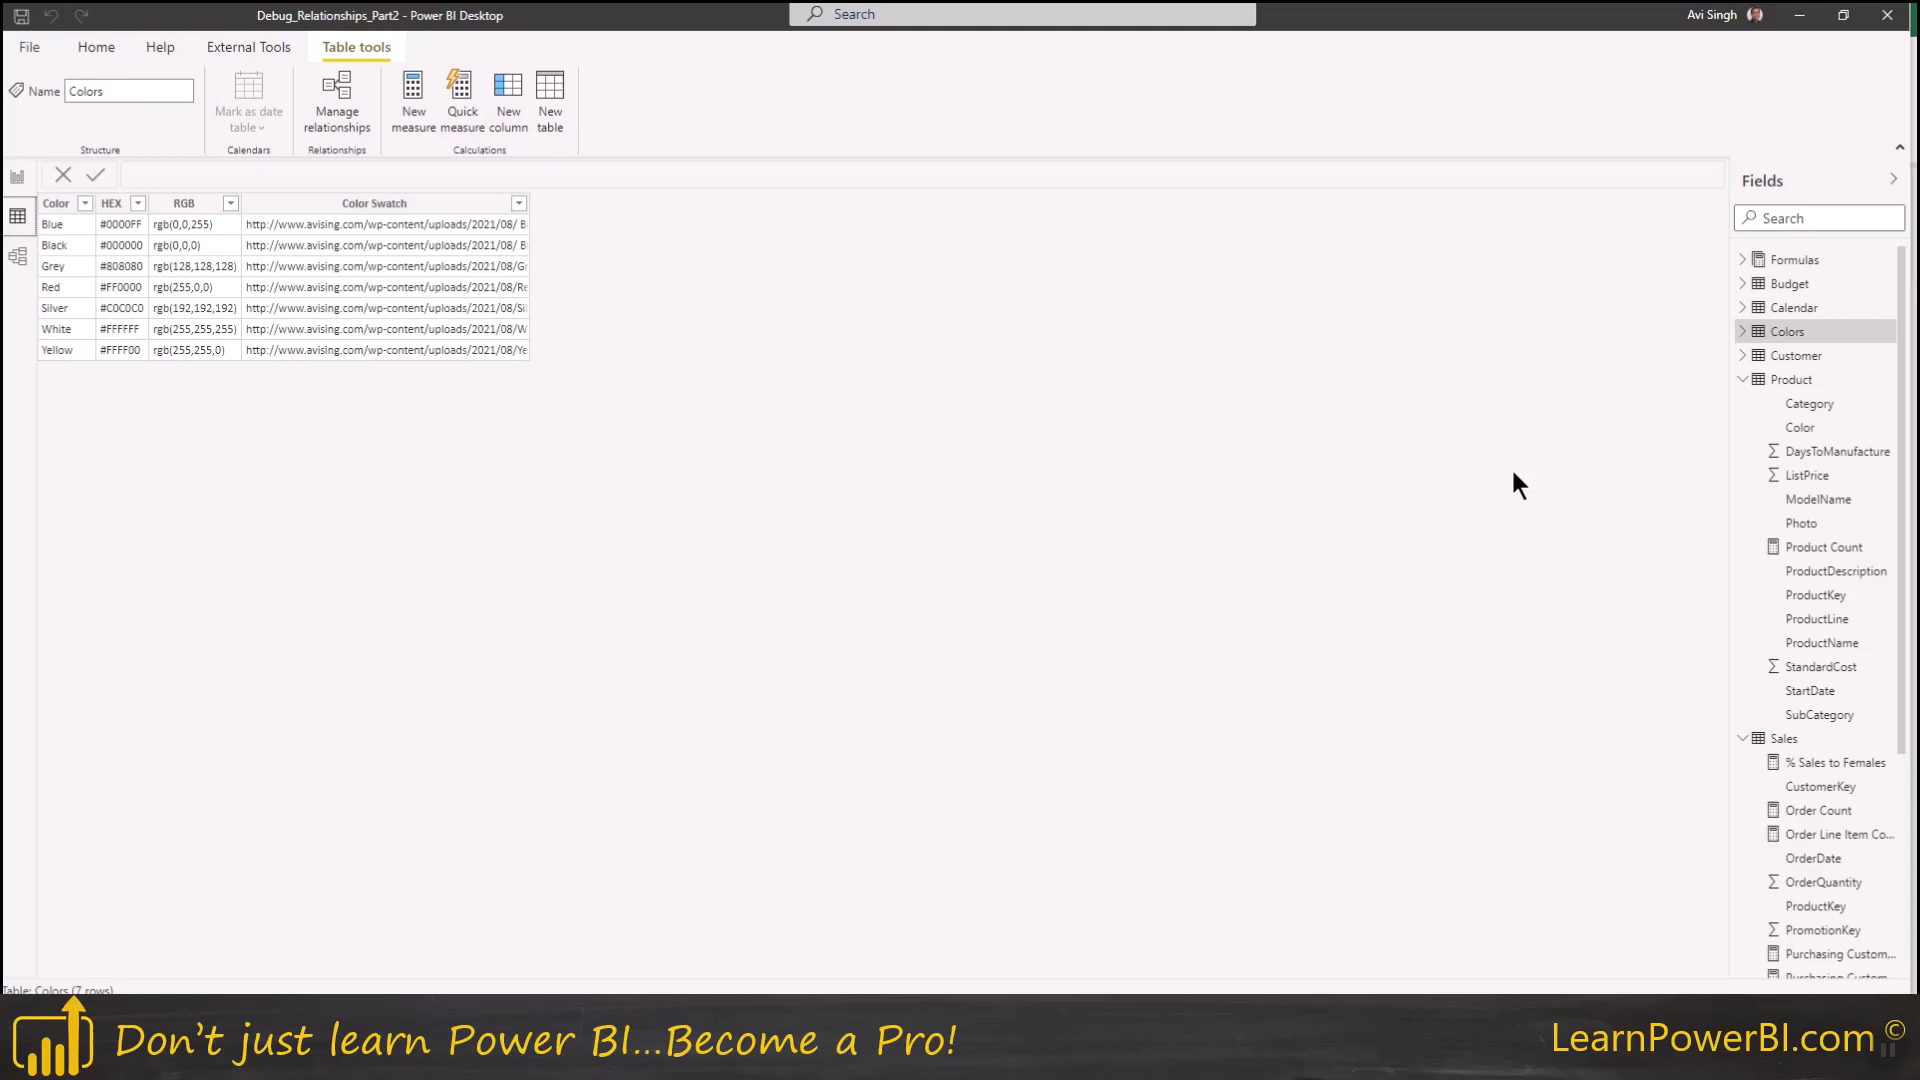 Debug_Relationships_Part2 - Power BI Desktop
Search
Avi Singh
File
Home
Help
External Tools
Table tools
Name
Colors
Mark as date
table
Manage
relationships
New
measure
Quick
measure
New
column
New
table
Structure
Calendars
Relationships
Calculations
Color HEX RGB Color Swatch
Blue #0000FF rgb(0,0,255) http://www.avising.com/wp-content/uploads/2021/08/ B
Black #000000 rgb(0,0,0) http://www.avising.com/wp-content/uploads/2021/08/ B
Grey #808080 rgb(128,128,128) http://www.avising.com/wp-content/uploads/2021/08/G
Red #FF0000 rgb(255,0,0) http://www.avising.com/wp-content/uploads/2021/08/Re
Silver #C0C0C0 rgb(192,192,192) http://www.avising.com/wp-content/uploads/2021/08/Si
White #FFFFFF rgb(255,255,255) http://www.avising.com/wp-content/uploads/2021/08/W
Yellow #FFFF00 rgb(255,255,0) http://www.avising.com/wp-content/uploads/2021/08/Ye
Fields
Search
Formulas
Budget
Calendar
Colors
Customer
Product
Category
Color
DaysToManufacture
ListPrice
ModelName
Photo
Product Count
ProductDescription
ProductKey
ProductLine
ProductName
StandardCost
StartDate
SubCategory
Sales
% Sales to Females
CustomerKey
Order Count
Order Line Item Co...
OrderDate
OrderQuantity
ProductKey
PromotionKey
Purchasing Custom...
Purchasing Custom...
Table: Colors (7 rows)
Don't just learn Power BI...Become a Pro!
LearnPowerBI.com ©